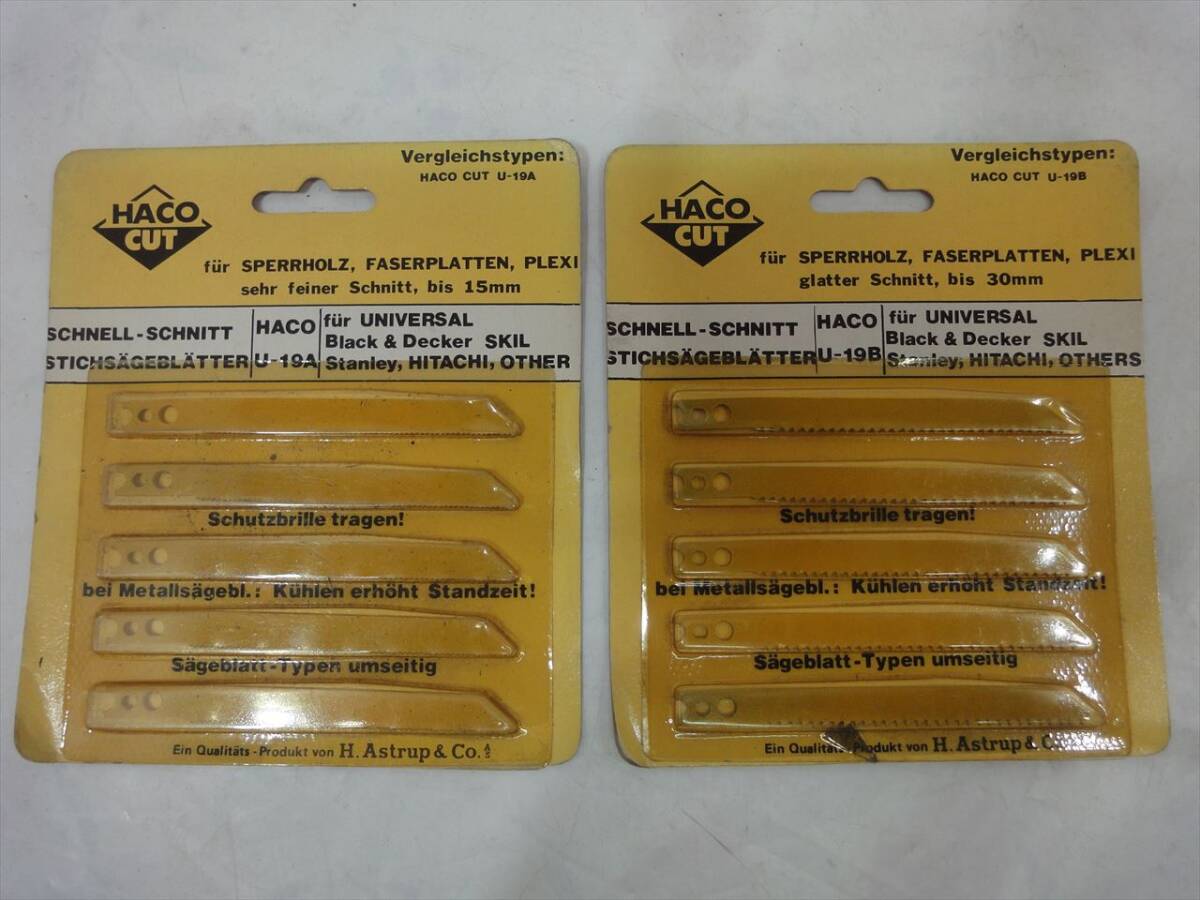 Vergleichstypen:
HACO CUT U-19A
HACO
CUT
für SPERRHOLZ, FASERPLATTEN, PLEXI
sehr feiner Schnitt, bis 15mm
SCHNELL-SCHNITT
STICHSÄGEBLÄTTER
HACO
U-19A
für UNIVERSAL
Black & Decker SKIL
Stanley, HITACHI, OTHER
Schutzbrille tragen!
bei Metallsägebl.: Kühlen erhöht Standzeit!
Sägeblatt-Typen umseitig
Ein Qualitäts-Produkt von H. Astrup & Co. A/S
Vergleichstypen:
HACO CUT U-19B
HACO
CUT
für SPERRHOLZ, FASERPLATTEN, PLEXI
glatter Schnitt, bis 30mm
SCHNELL-SCHNITT
STICHSÄGEBLÄTTER
HACO
U-19B
für UNIVERSAL
Black & Decker SKIL
Stanley, HITACHI, OTHERS
Schutzbrille tragen!
bei Metallsägebl.: Kühlen erhöht Standzeit!
Sägeblatt-Typen umseitig
Ein Qualitäts-Produkt von H. Astrup &